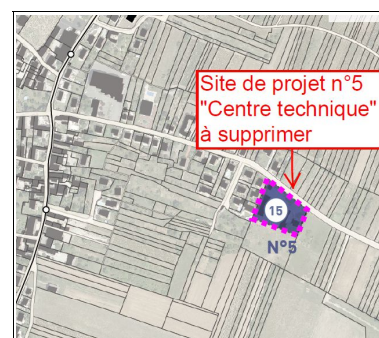 Site de projet n°5
"Centre technique"
à supprimer
15
N°5